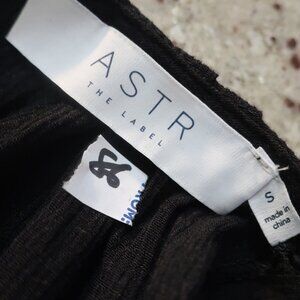 ASTR
THE LABEL
S
made in
china